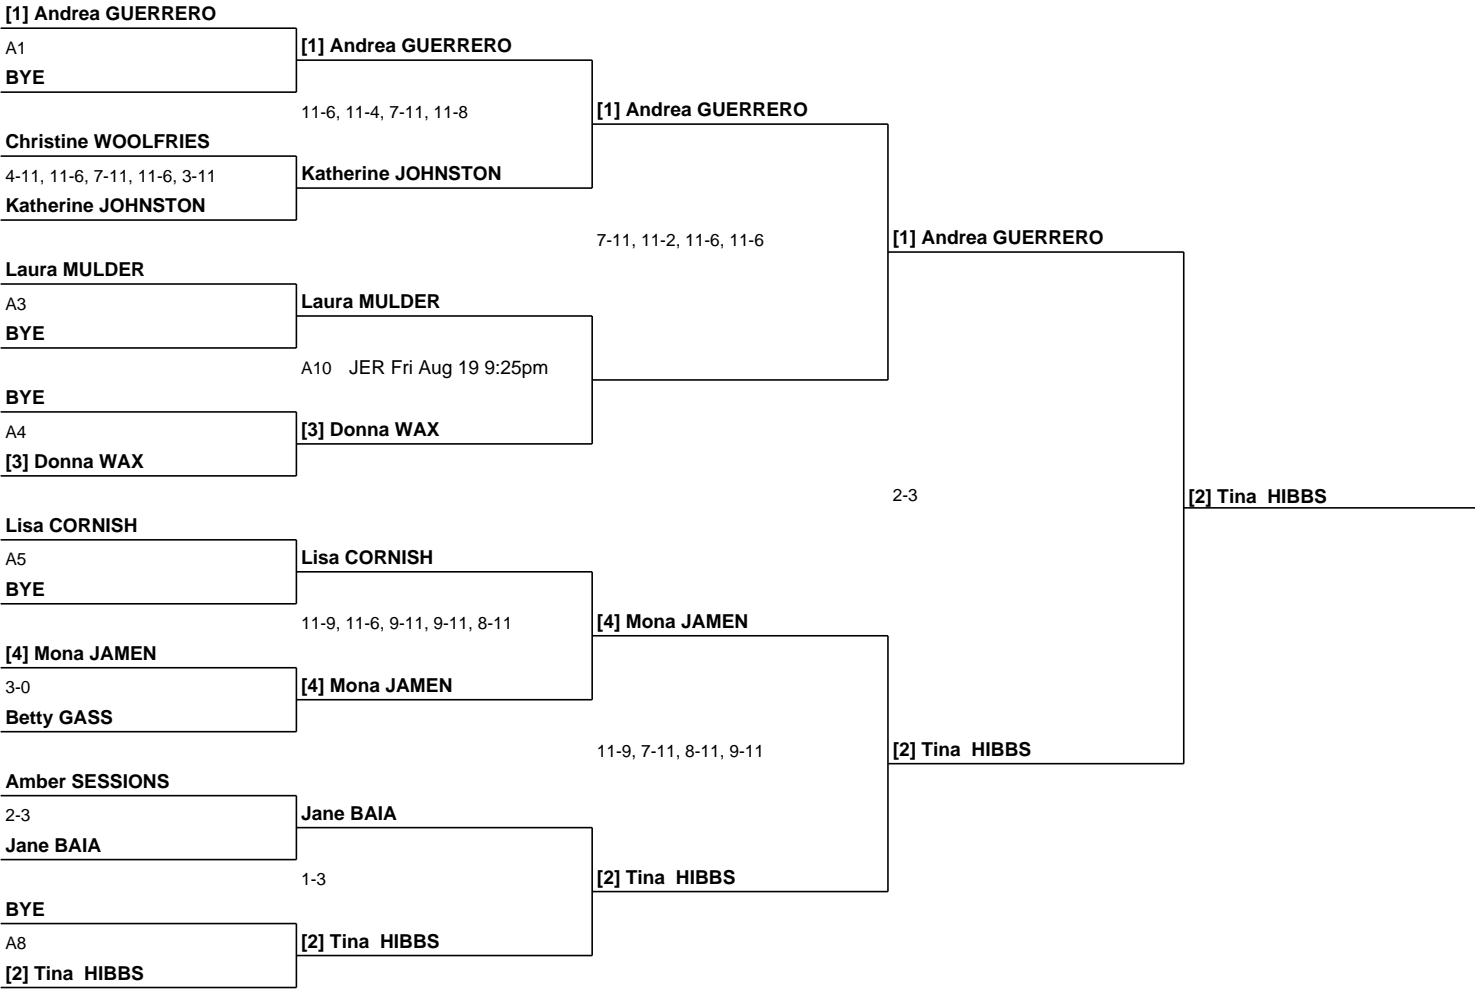 [1] Andrea GUERRERO
A1
BYE
Christine WOOLFRIES
4-11, 11-6, 7-11, 11-6, 3-11
Katherine JOHNSTON
Laura MULDER
A3
BYE
BYE
A4
[3] Donna WAX
Lisa CORNISH
A5
BYE
[4] Mona JAMEN
3-0
Betty GASS
Amber SESSIONS
2-3
Jane BAIA
BYE
A8
[2] Tina HIBBS
[1] Andrea GUERRERO
11-6, 11-4, 7-11, 11-8
Katherine JOHNSTON
Laura MULDER
A10 JER Fri Aug 19 9:25pm
[3] Donna WAX
Lisa CORNISH
11-9, 11-6, 9-11, 9-11, 8-11
[4] Mona JAMEN
Jane BAIA
1-3
[2] Tina HIBBS
[1] Andrea GUERRERO
7-11, 11-2, 11-6, 11-6
[4] Mona JAMEN
11-9, 7-11, 8-11, 9-11
[2] Tina HIBBS
[1] Andrea GUERRERO
2-3
[2] Tina HIBBS
[2] Tina HIBBS